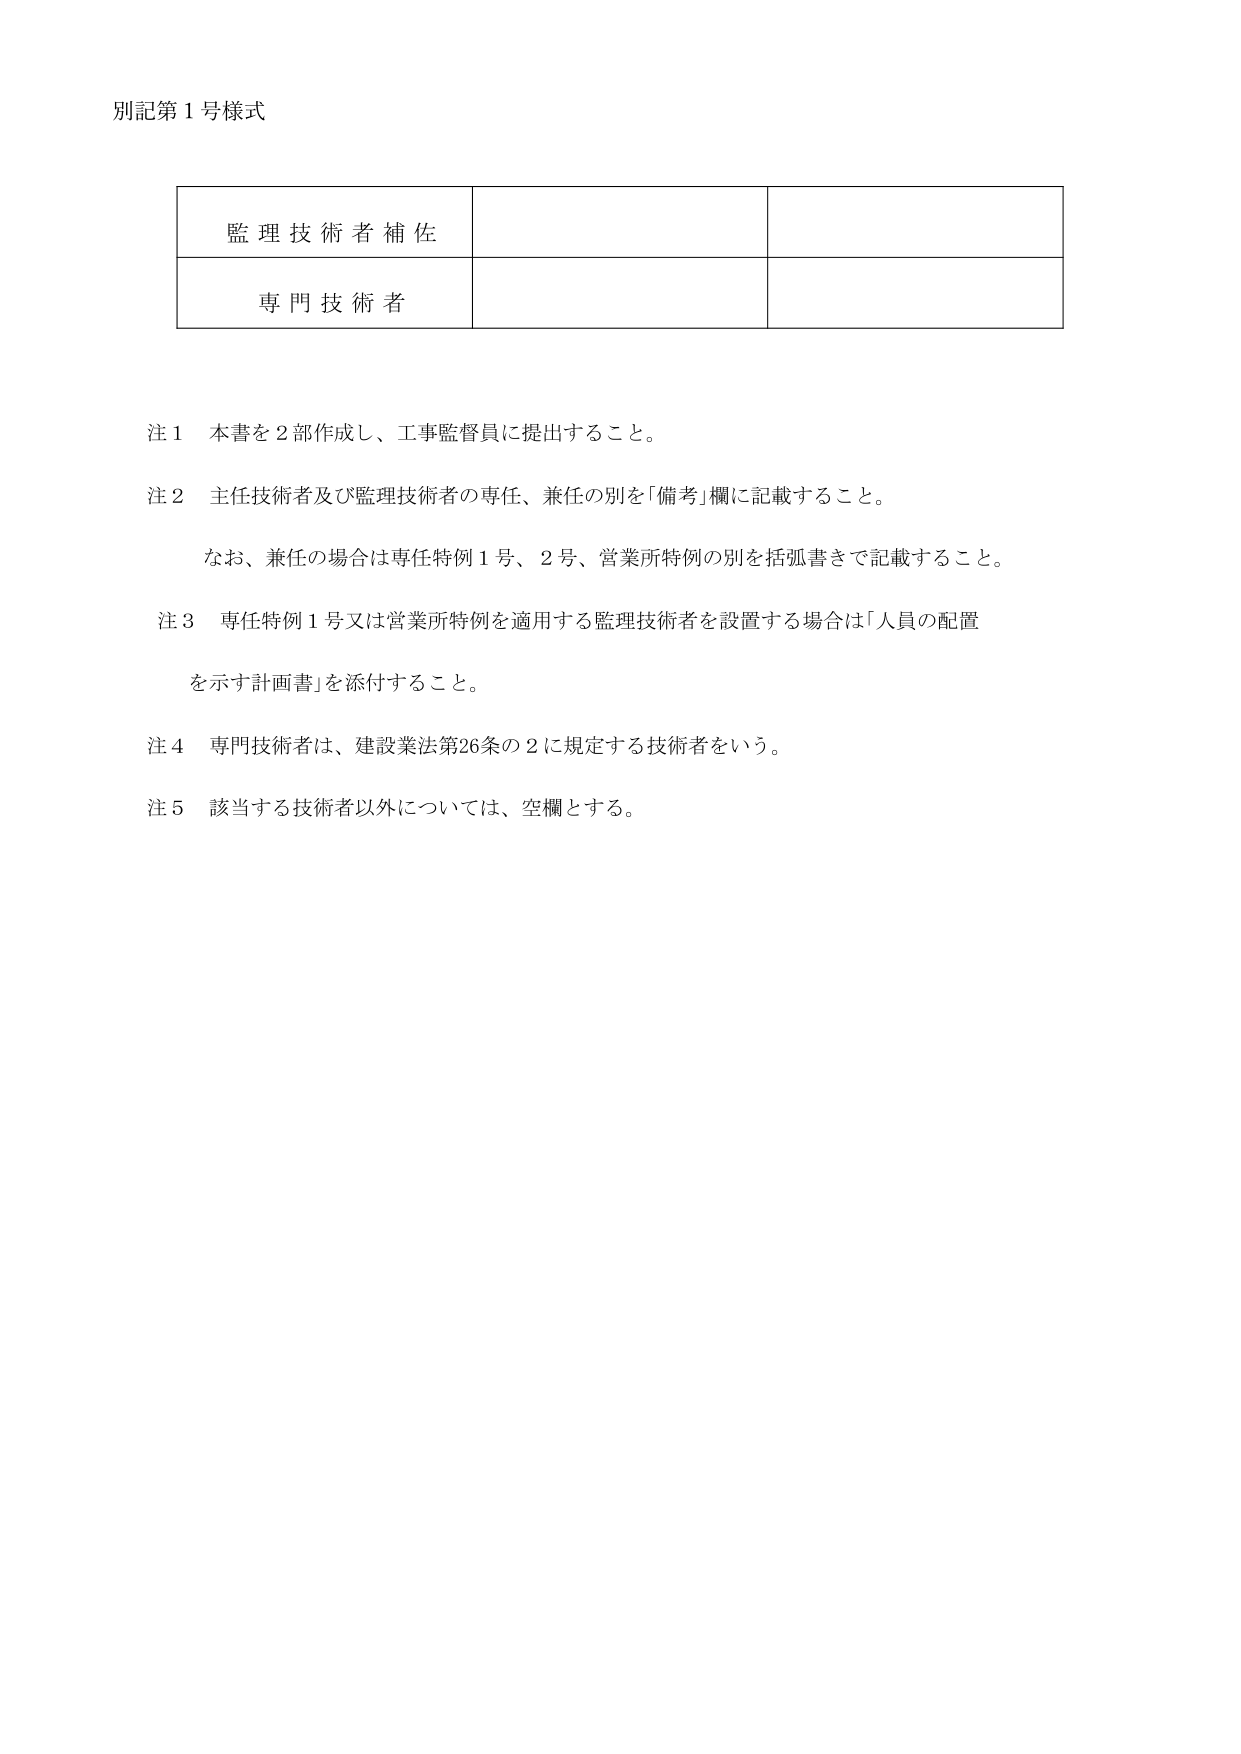 別記第１号様式
監理技術者補佐
専門技術者
注１　本書を２部作成し、工事監督員に提出すること。
注２　主任技術者及び監理技術者の専任、兼任の別を｢備考｣欄に記載すること。
なお、兼任の場合は専任特例１号、２号、営業所特例の別を括弧書きで記載すること。
注３　専任特例１号又は営業所特例を適用する監理技術者を設置する場合は｢人員の配置
を示す計画書｣を添付すること。
注４　専門技術者は、建設業法第26条の２に規定する技術者をいう。
注５　該当する技術者以外については、空欄とする。